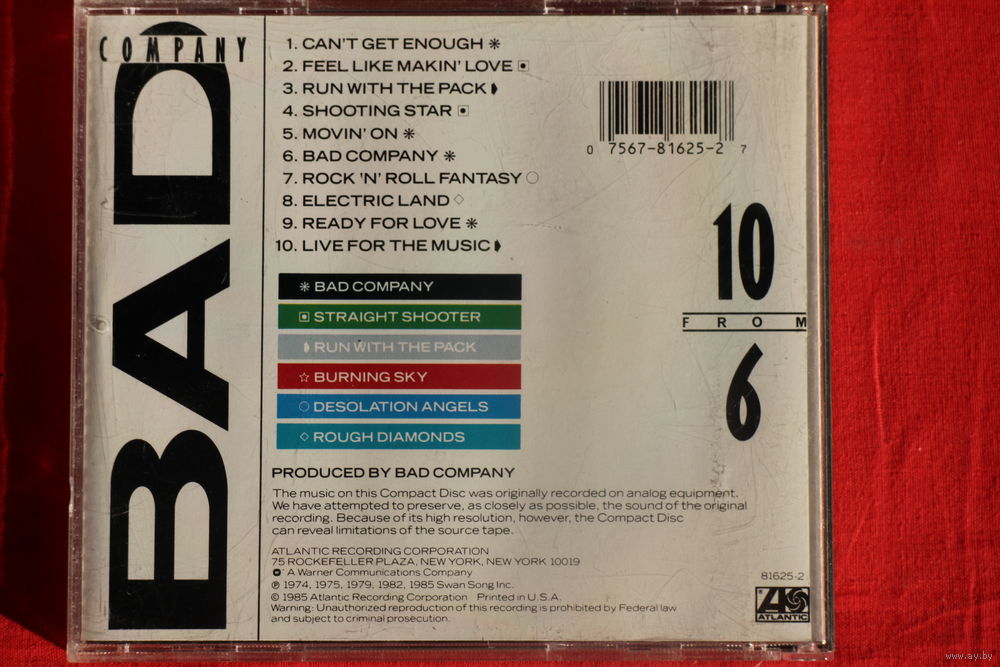 BAD
COMPANY
1. CAN'T GET ENOUGH ✳
2. FEEL LIKE MAKIN' LOVE ▣
3. RUN WITH THE PACK ◗
4. SHOOTING STAR ▣
5. MOVIN' ON ✳
6. BAD COMPANY ✳
7. ROCK 'N' ROLL FANTASY ○
8. ELECTRIC LAND ◇
9. READY FOR LOVE ✳
10. LIVE FOR THE MUSIC ◗
0 7567-81625-2 7
10
FROM
6
✳ BAD COMPANY
▣ STRAIGHT SHOOTER
◗ RUN WITH THE PACK
☆ BURNING SKY
○ DESOLATION ANGELS
◇ ROUGH DIAMONDS
PRODUCED BY BAD COMPANY
The music on this Compact Disc was originally recorded on analog equipment.
We have attempted to preserve, as closely as possible, the sound of the original
recording. Because of its high resolution, however, the Compact Disc
can reveal limitations of the source tape.
ATLANTIC RECORDING CORPORATION
75 ROCKEFELLER PLAZA, NEW YORK, NEW YORK 10019
A Warner Communications Company
℗ 1974, 1975, 1979, 1982, 1985 Swan Song Inc.
© 1985 Atlantic Recording Corporation Printed in U.S.A.
Warning: Unauthorized reproduction of this recording is prohibited by Federal law
and subject to criminal prosecution.
81625-2
ATLANTIC
www.ay.by